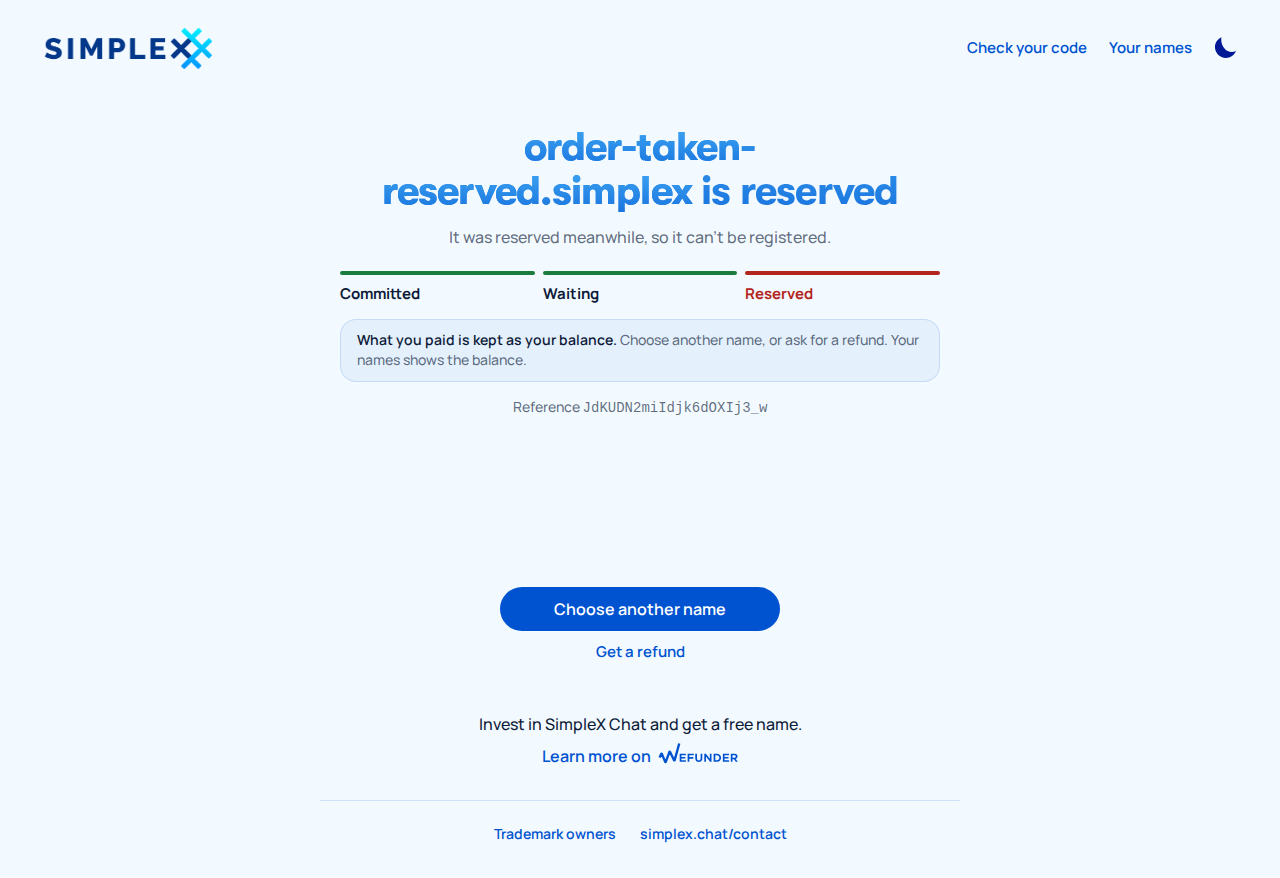 SIMPLEX
Check your code
Your names
order-taken-
reserved.simplex is reserved
It was reserved meanwhile, so it can't be registered.
Committed
Waiting
Reserved
What you paid is kept as your balance. Choose another name, or ask for a refund. Your
names shows the balance.
Reference JdKUDN2miIdjk6dOXIj3_w
Choose another name
Get a refund
Invest in SimpleX Chat and get a free name.
Learn more on WEFUNDER
Trademark owners
simplex.chat/contact